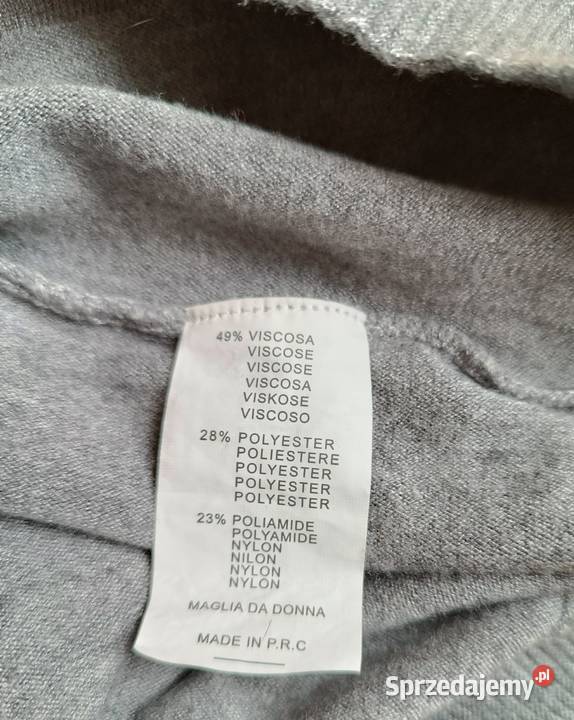 49% VISCOSA
VISCOSE
VISCOSE
VISCOSA
VISKOSE
VISCOSO
28% POLYESTER
POLIESTERE
POLYESTER
POLYESTER
POLYESTER
23% POLIAMIDE
POLYAMIDE
NYLON
NILON
NYLON
NYLON
MAGLIA DA DONNA
MADE IN P.R.C
Sprzedajemy.pl